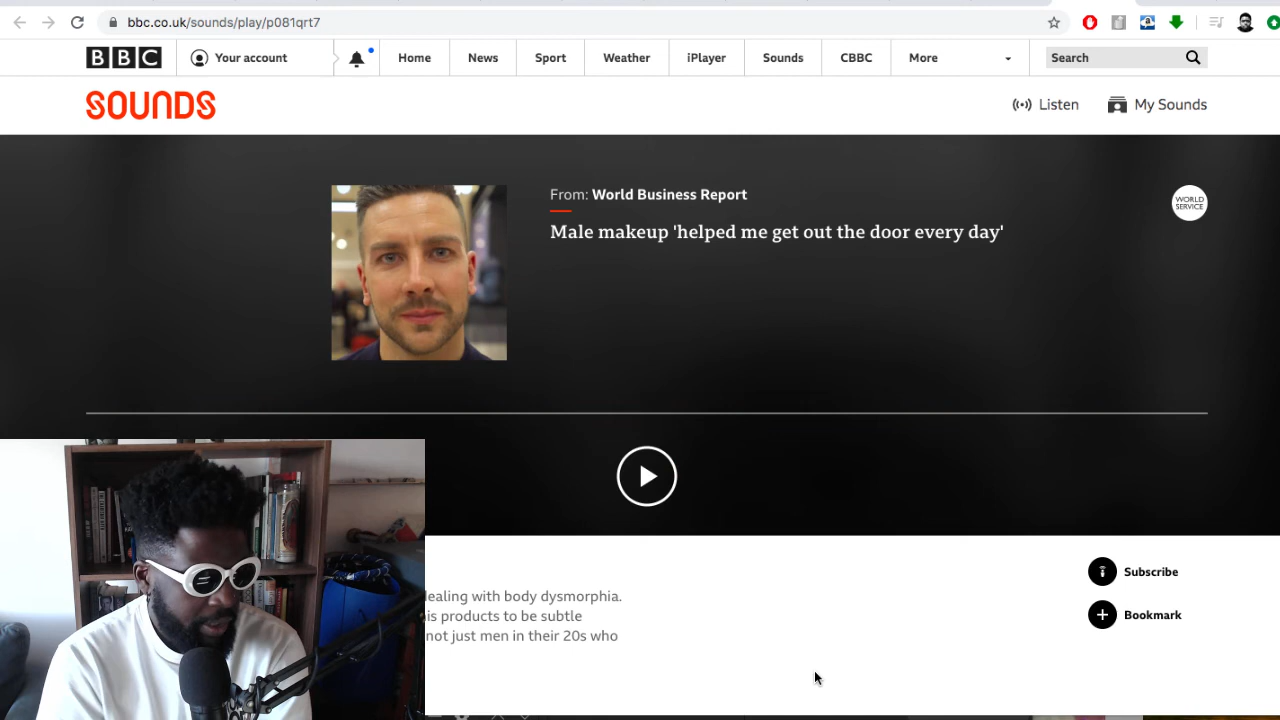 bbc.co.uk/sounds/play/p081qrt7
BBC Your account Home News Sport Weather iPlayer Sounds CBBC More Search
SOUNDS Listen My Sounds
From: World Business Report
WORLD SERVICE
Male makeup 'helped me get out the door every day'
Subscribe
dealing with body dysmorphia.
his products to be subtle
Bookmark
not just men in their 20s who